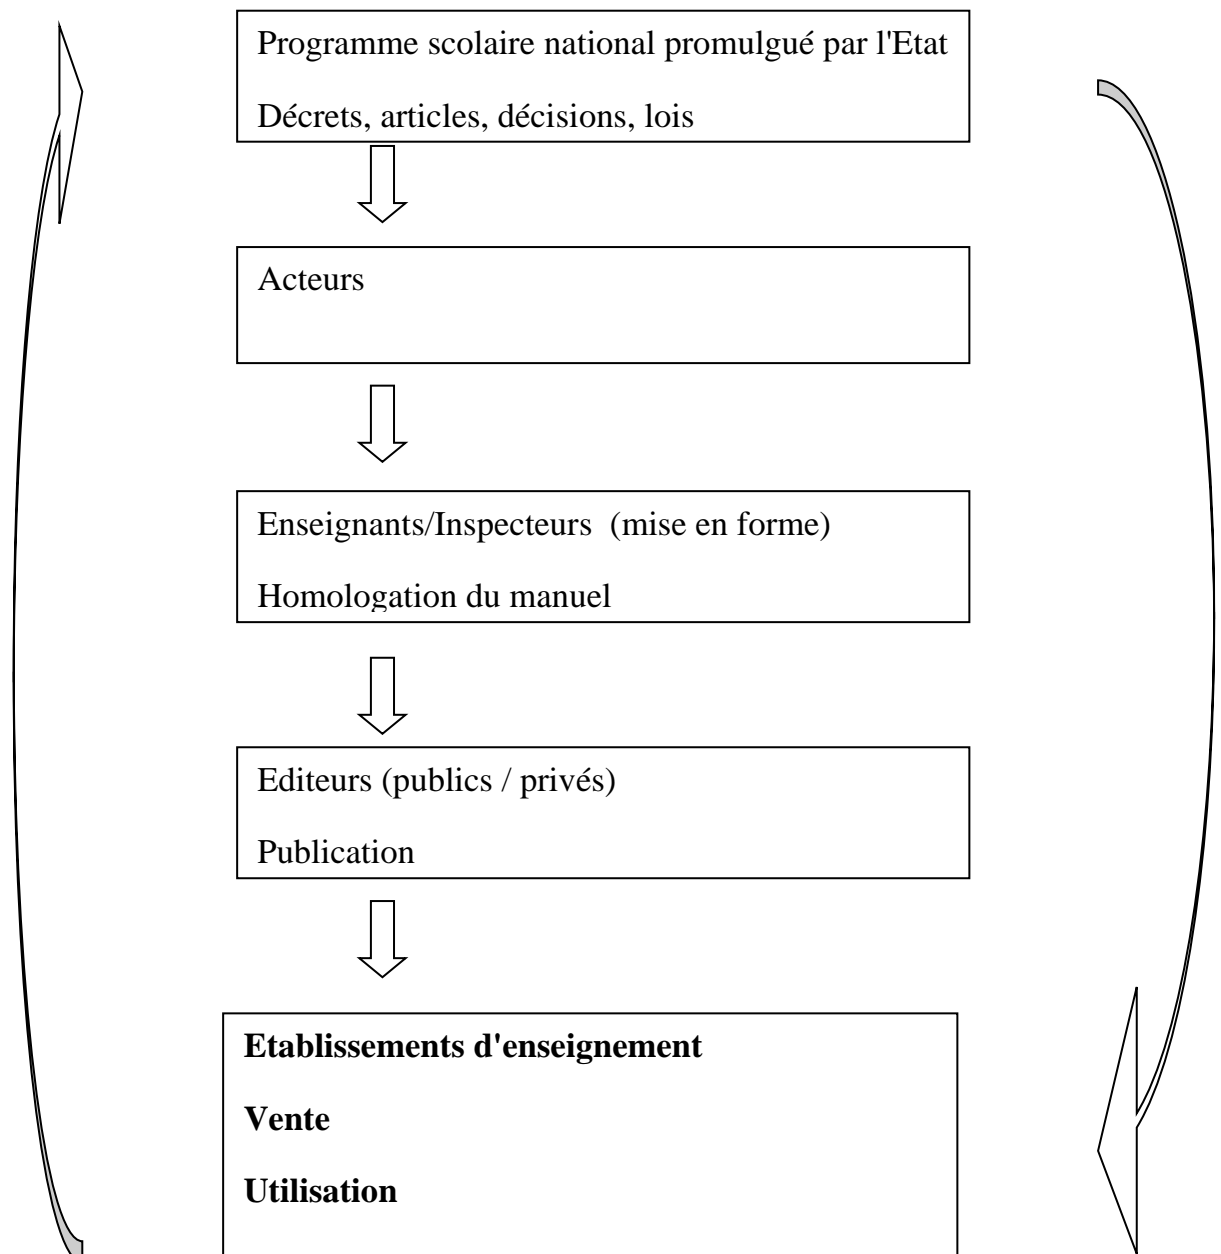 Programme scolaire national promulgué par l'Etat
Décrets, articles, décisions, lois
Acteurs
Enseignants/Inspecteurs  (mise en forme)
Homologation du manuel
Editeurs (publics / privés)
Publication
Etablissements d'enseignement
Vente
Utilisation